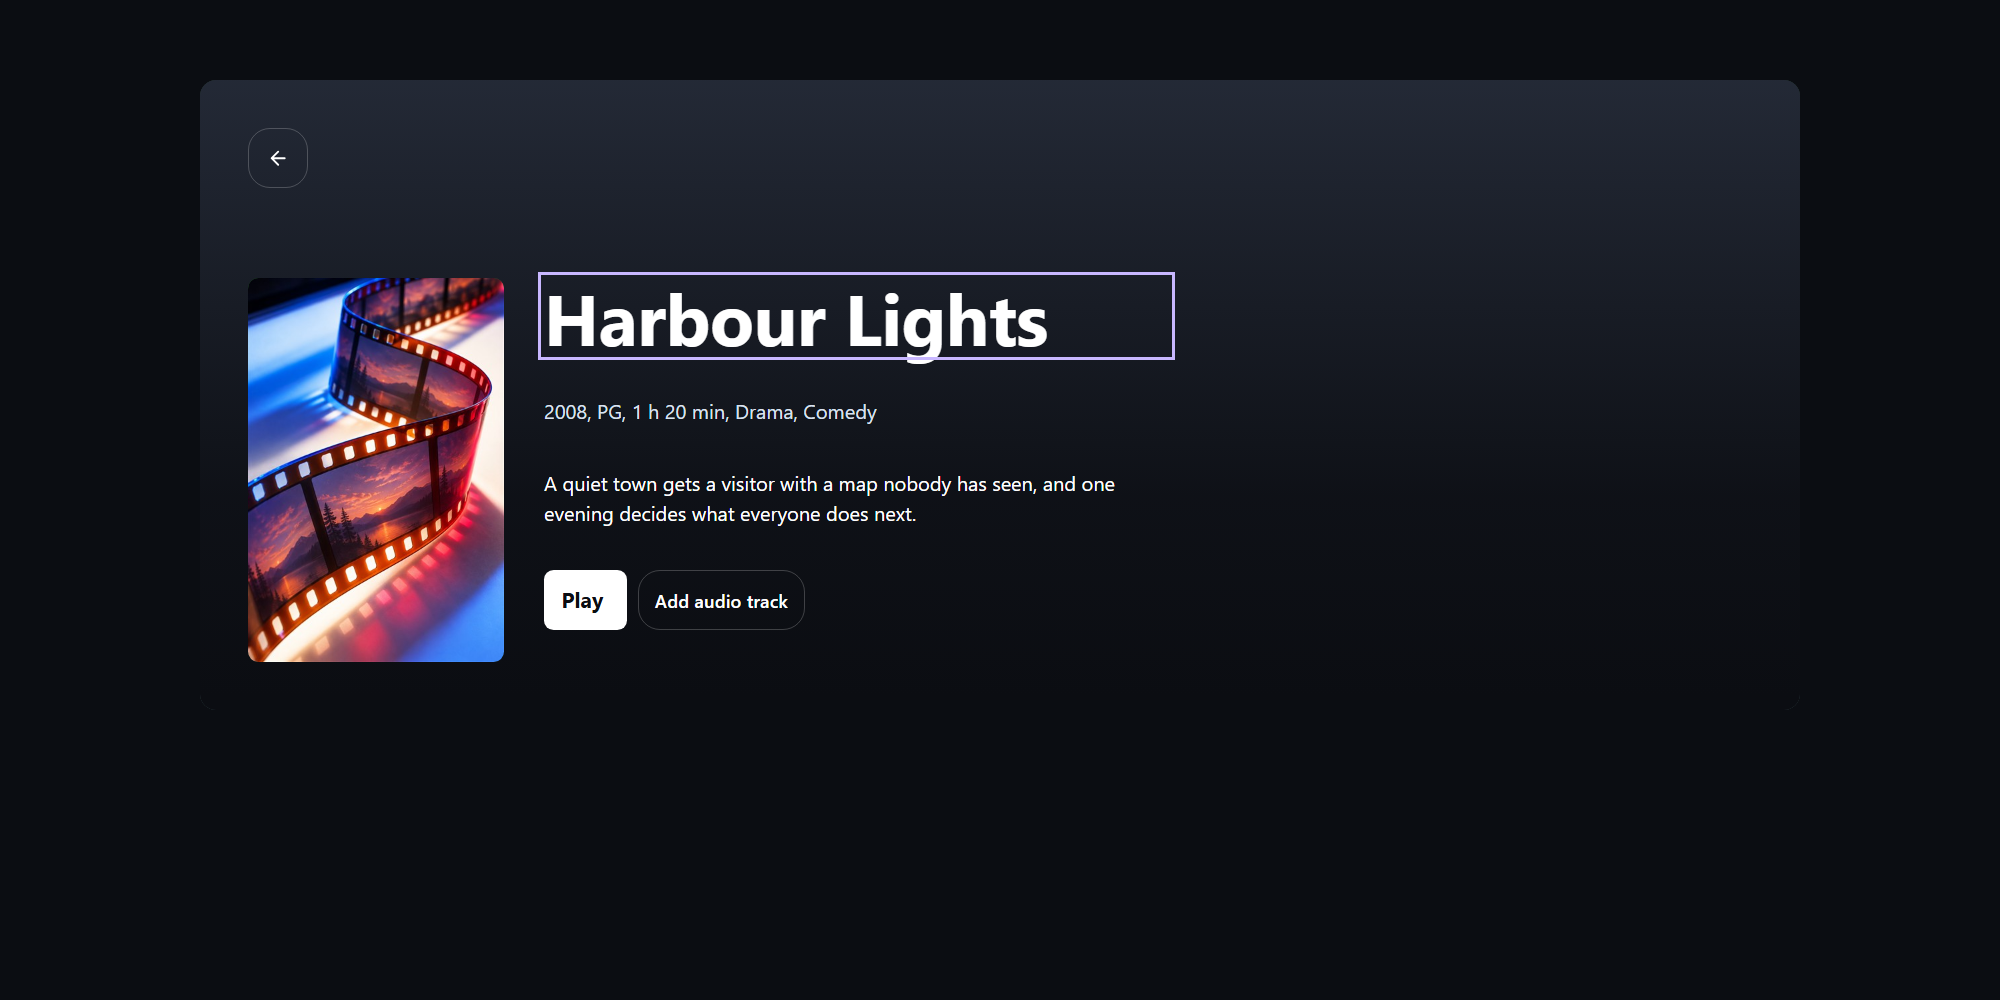 Harbour Lights
2008, PG, 1 h 20 min, Drama, Comedy
A quiet town gets a visitor with a map nobody has seen, and one
evening decides what everyone does next.
Play
Add audio track